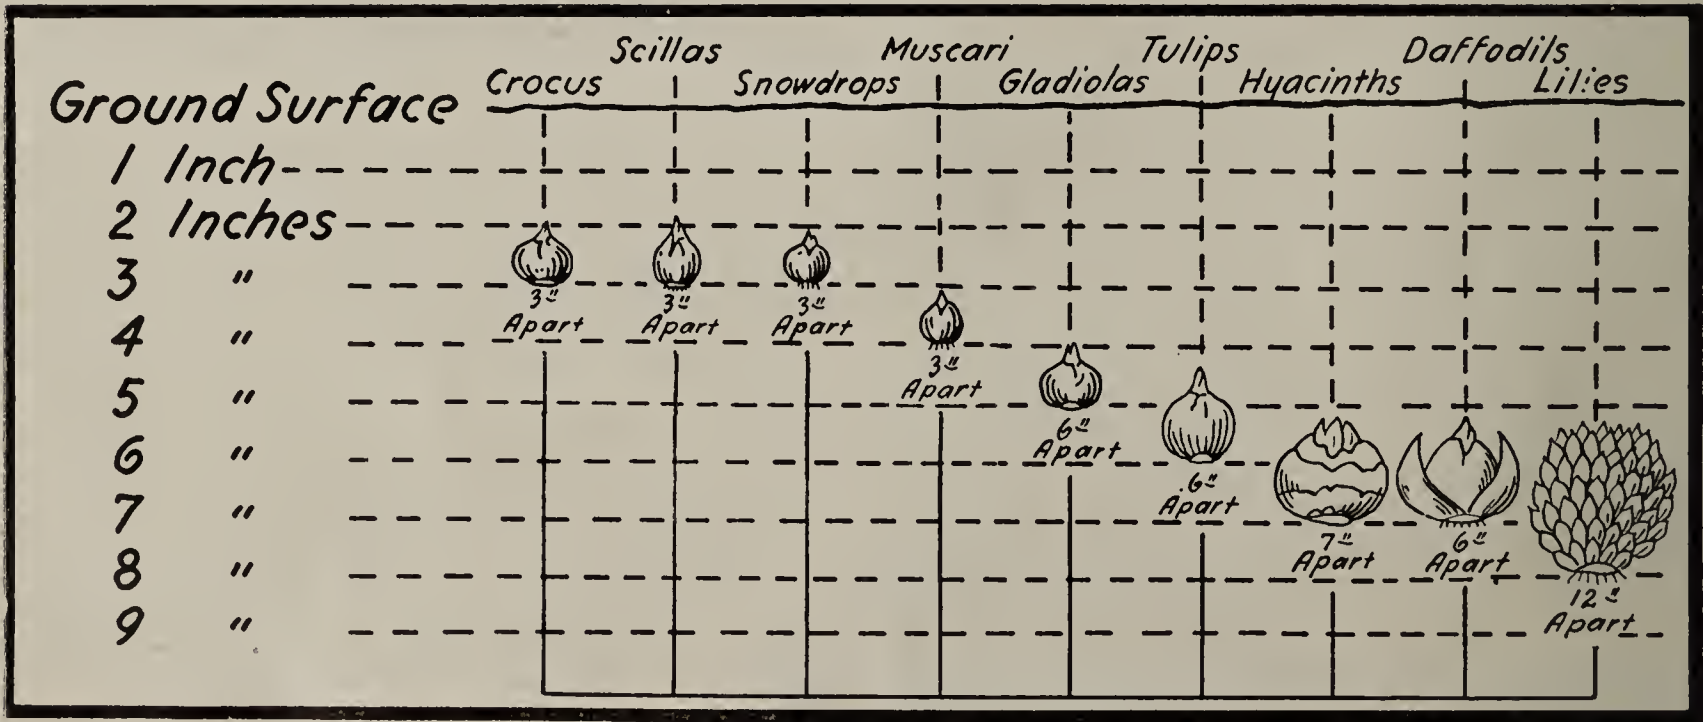 Scillas Muscari Tulips Daffodils
Crocus Snowdrops Gladiolas Hyacinths Lilies
Ground Surface
1 Inch
2 Inches
3 "
3" Apart
3" Apart
3" Apart
4 "
3" Apart
5 "
6" Apart
6 "
6" Apart
7 "
7" Apart
6" Apart
8 "
12" Apart
9 "